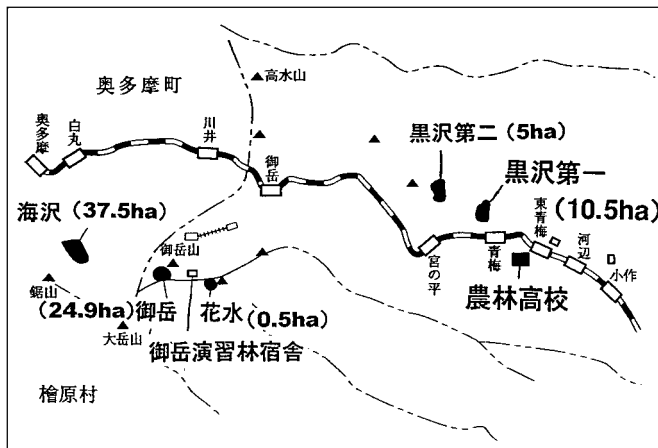 奥多摩町
高水山
奥多摩
白丸
川井
御岳
黒沢第二(5ha)
黒沢第一
(10.5ha)
海沢(37.5ha)
御岳山
宮の平
青梅
東青梅
河辺
小作
農林高校
鋸山
(24.9ha)御岳
花水(0.5ha)
大岳山
御岳演習林宿舎
檜原村